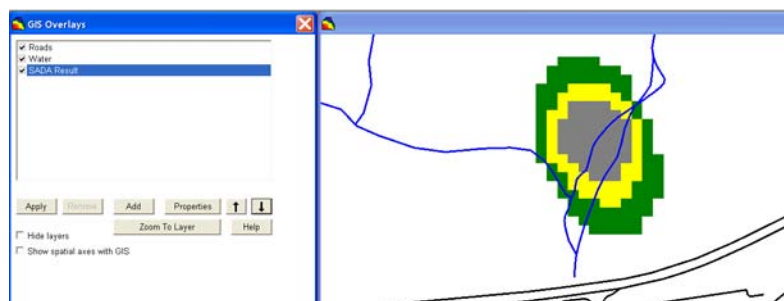 GIS Overlays
Roads
Water
SADA Result
Apply Remove Add Properties
Zoom To Layer Help
Hide layers
Show spatial axes with GIS